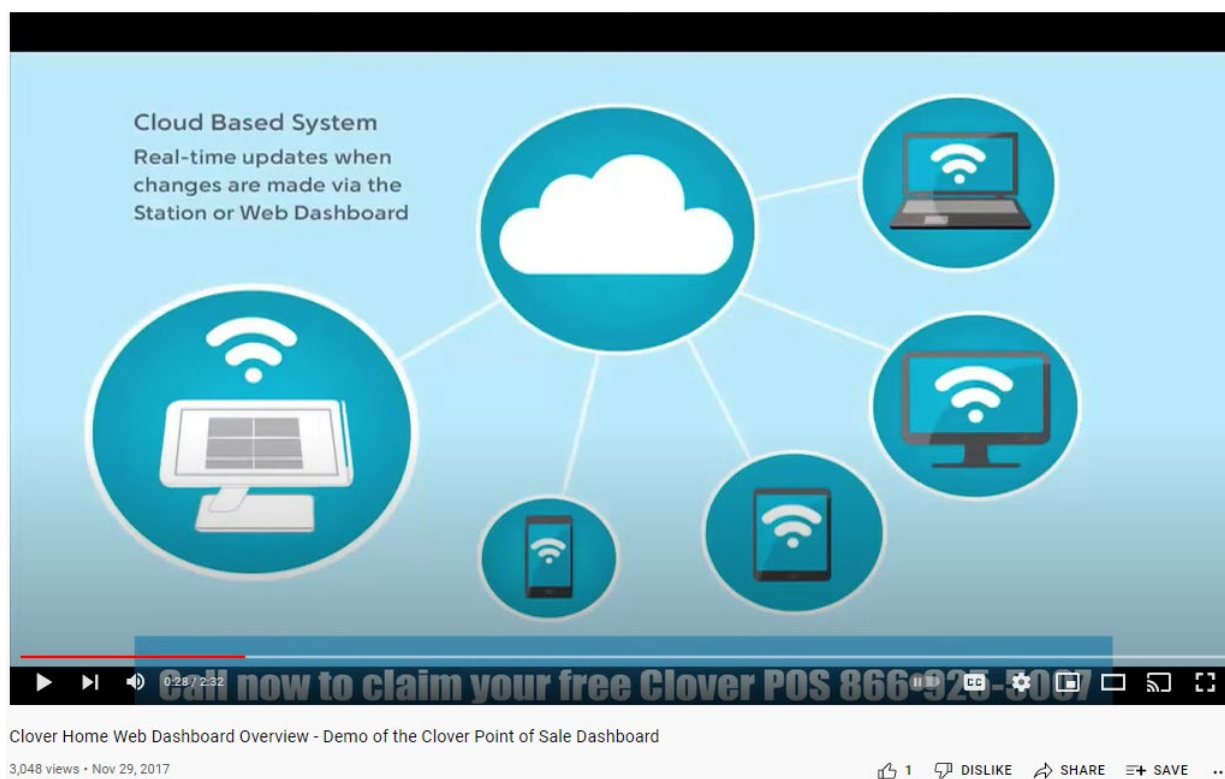 Cloud Based System
Real-time updates when
changes are made via the
Station or Web Dashboard
0:28 / 2:32
Call now to claim your free Clover POS 866-926-
CC
Clover Home Web Dashboard Overview - Demo of the Clover Point of Sale Dashboard
3,048 views • Nov 29, 2017
1 DISLIKE SHARE SAVE ...